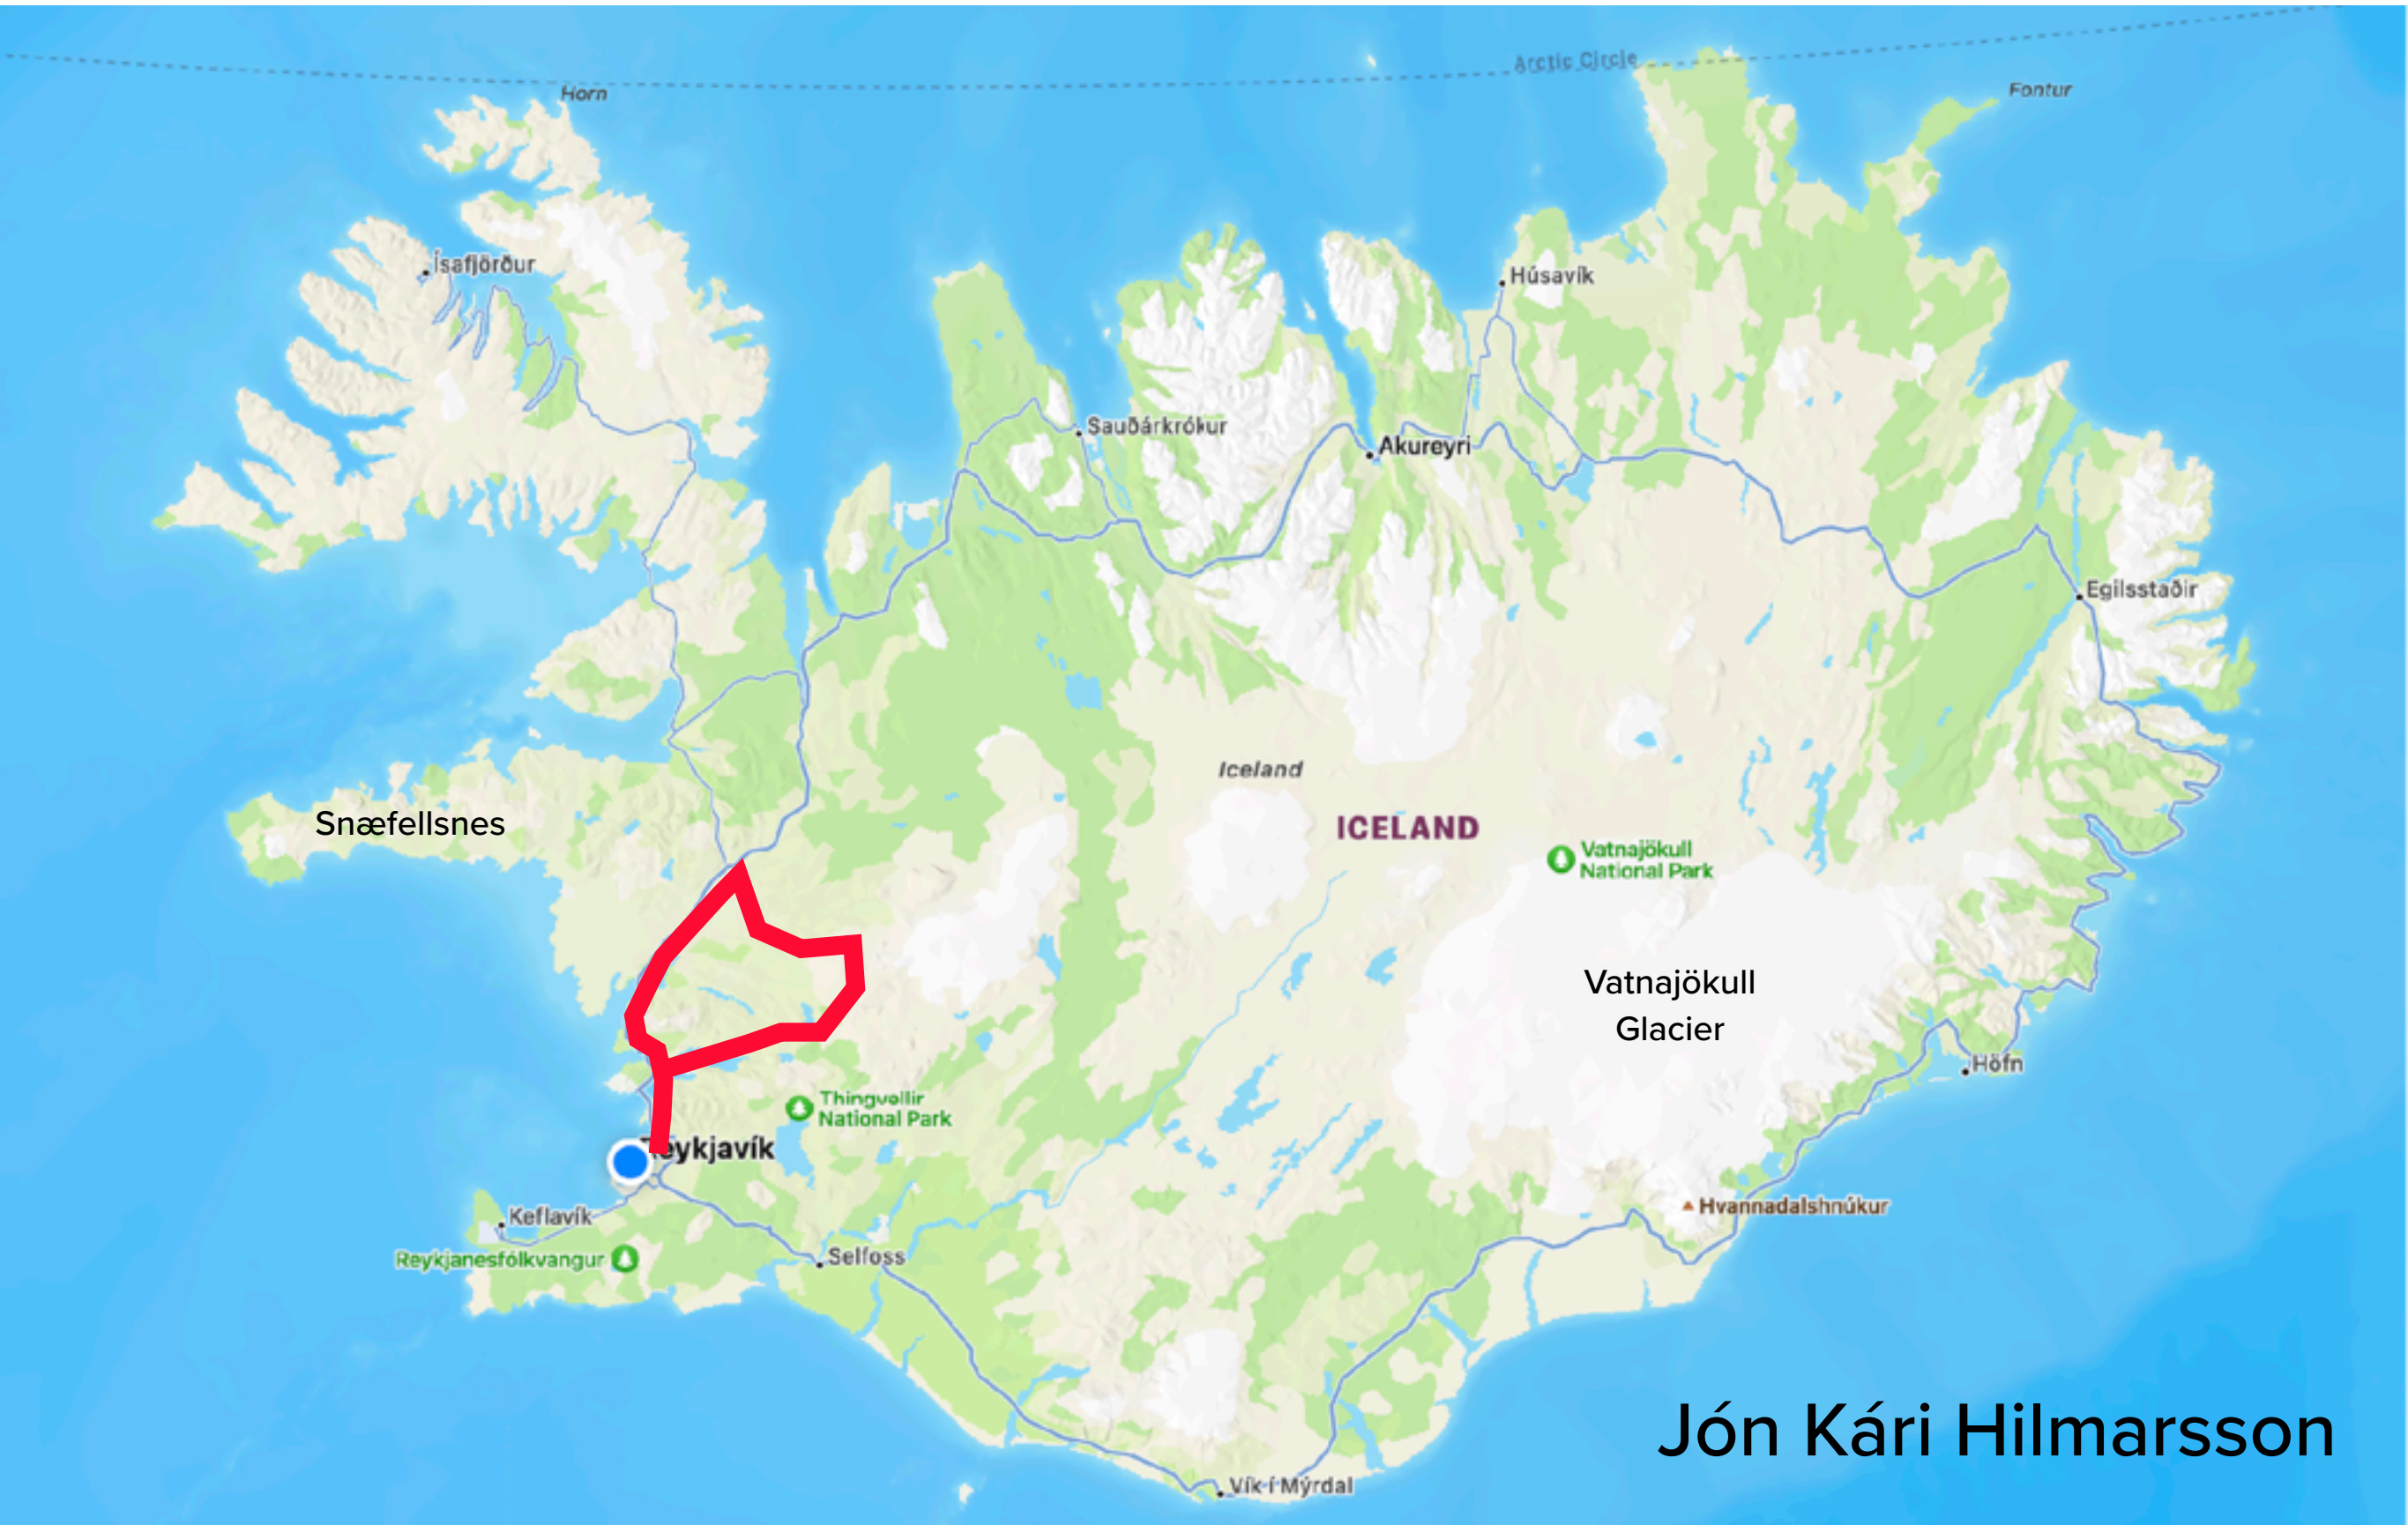 Arctic Circle
Horn
Fontur
Ísafjörður
Húsavík
Sauðárkrókur
Akureyri
Egilsstaðir
Iceland
Snæfellsnes
ICELAND
Vatnajökull
National Park
Vatnajökull
Glacier
Höfn
Thingvellir
National Park
Reykjavík
Hvannadalshnúkur
Keflavík
Reykjanesfólkvangur
Selfoss
Jón Kári Hilmarsson
Vík í Mýrdal